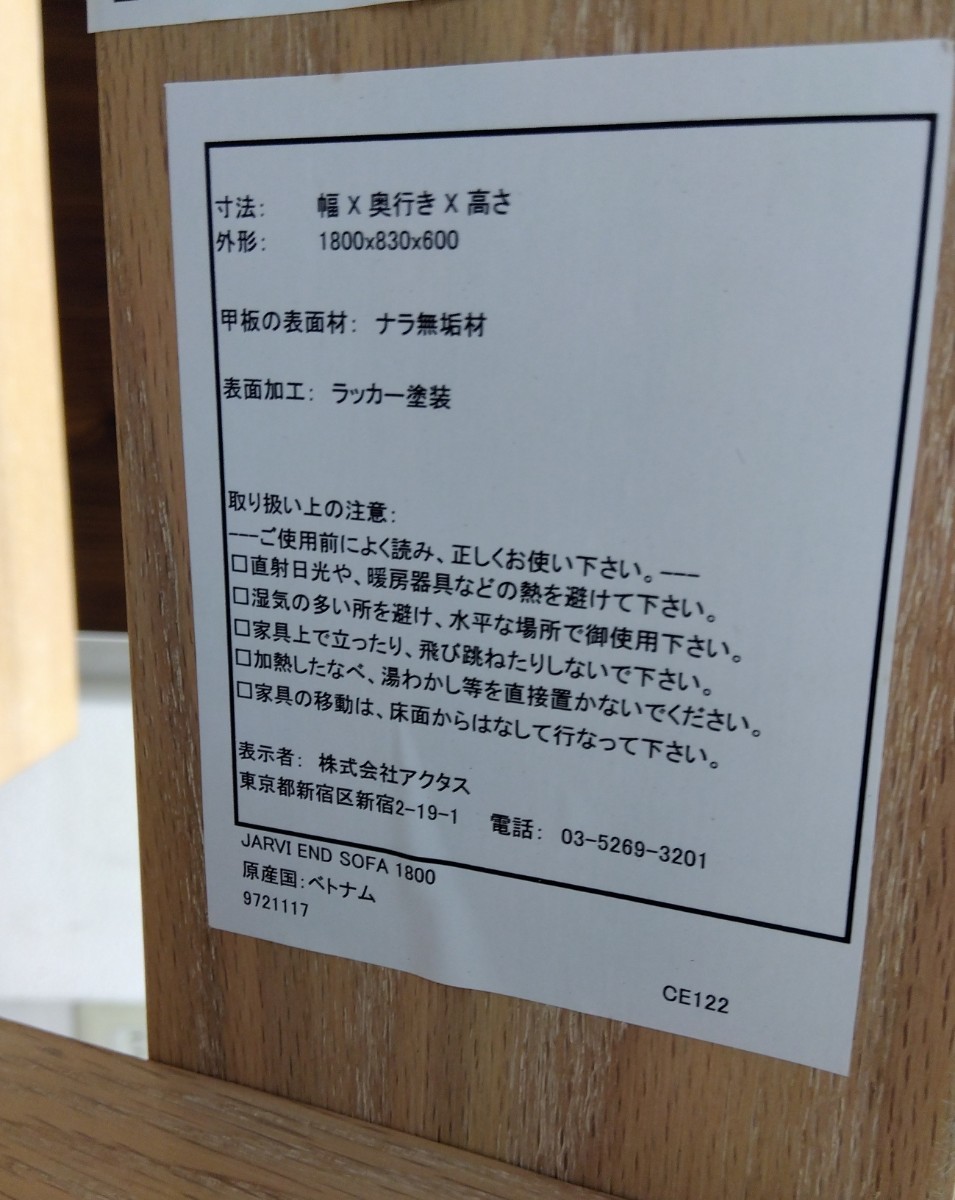 寸法: 幅 X 奥行き X 高さ
外形: 1800x830x600
甲板の表面材: ナラ無垢材
表面加工: ラッカー塗装
取り扱い上の注意:
---ご使用前によく読み、正しくお使い下さい。---
□直射日光や、暖房器具などの熱を避けて下さい。
□湿気の多い所を避け、水平な場所で御使用下さい。
□家具上で立ったり、飛び跳ねたりしないで下さい。
□加熱したなべ、湯わかし等を直接置かないでください。
□家具の移動は、床面からはなして行なって下さい。
表示者: 株式会社アクタス
東京都新宿区新宿2-19-1 電話: 03-5269-3201
JARVI END SOFA 1800
原産国:ベトナム
9721117
CE122